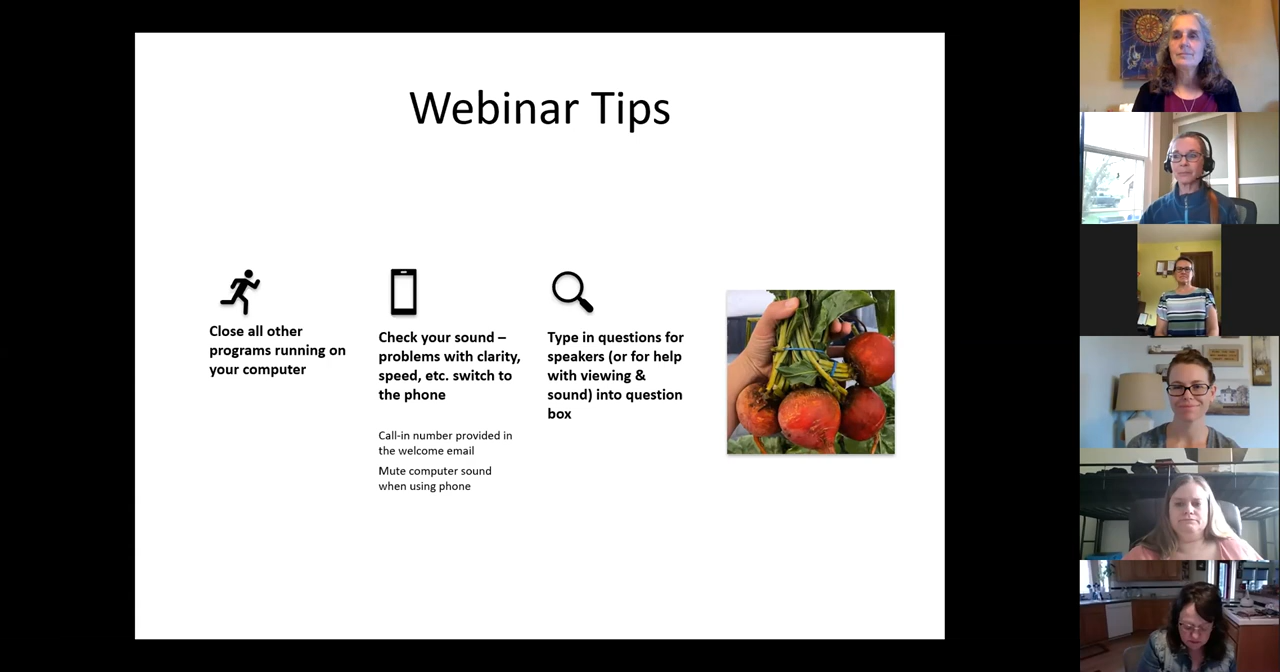 Webinar Tips
Close all other
programs running on
your computer
Check your sound –
problems with clarity,
speed, etc. switch to
the phone
Call-in number provided in
the welcome email
Mute computer sound
when using phone
Type in questions for
speakers (or for help
with viewing &
sound) into question
box